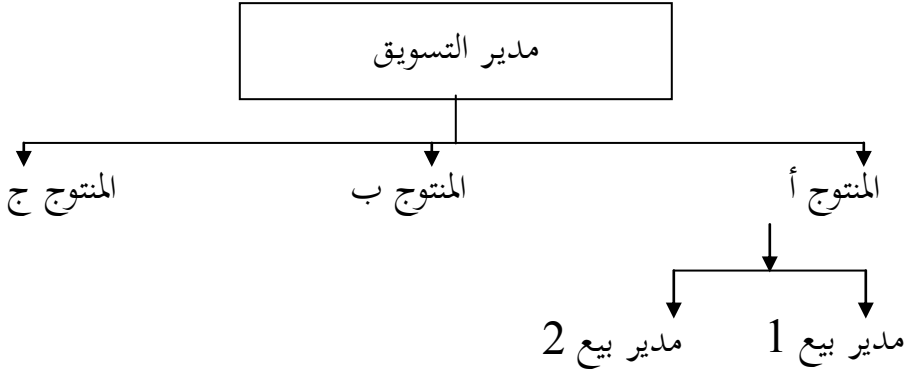 مدير التسويق
المنتوج أ
المنتوج ب
المنتوج ج
مدير بيع 1
مدير بيع 2